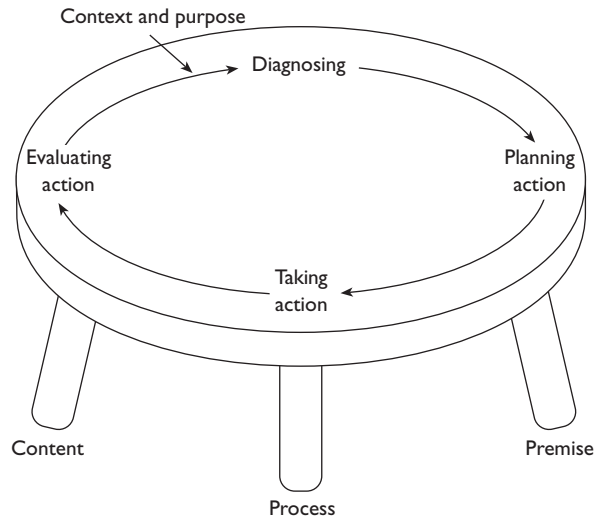 Context and purpose
Diagnosing
Evaluating
action
Planning
action
Taking
action
Content
Premise
Process